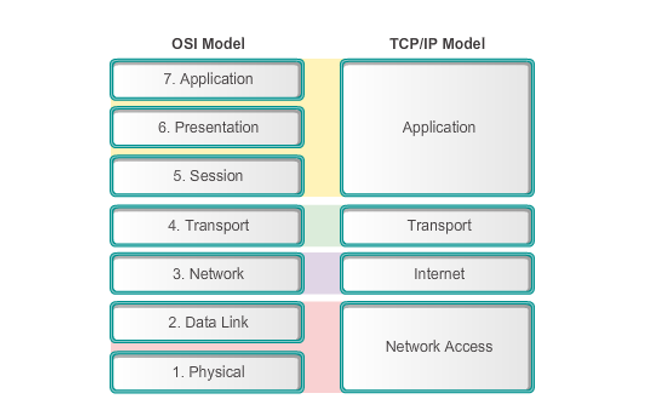 OSI Model
TCP/IP Model
7. Application
6. Presentation
5. Session
Application
4. Transport
Transport
3. Network
Internet
2. Data Link
1. Physical
Network Access